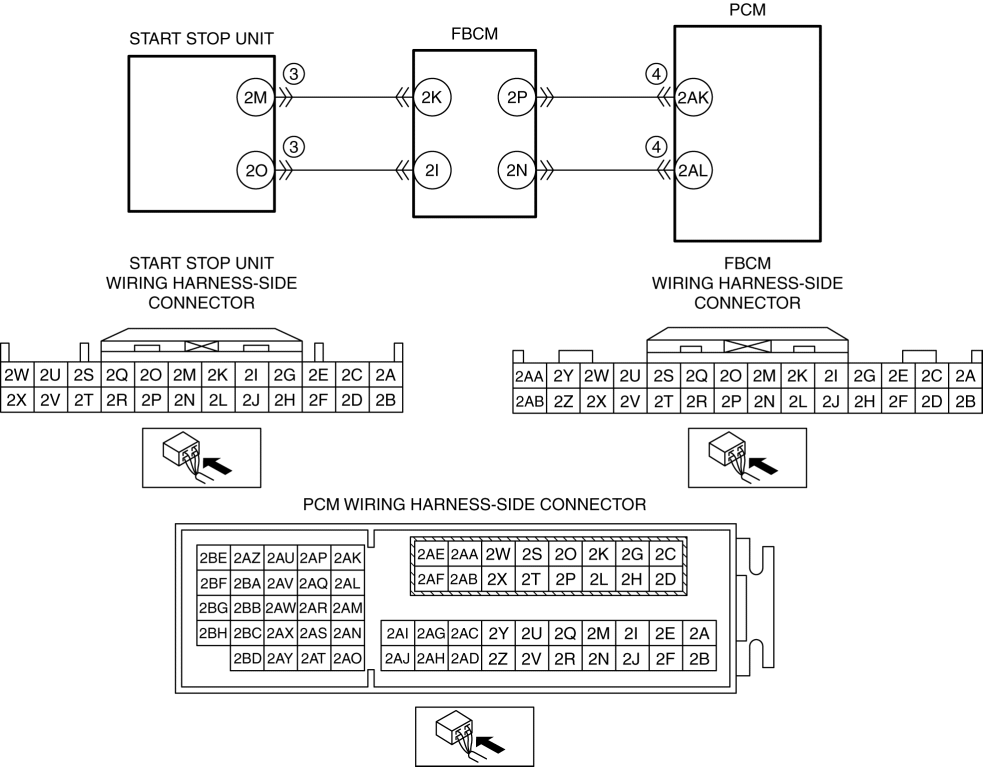 START STOP UNIT
FBCM
PCM
3
4
2M
2K
2P
2AK
3
4
2O
2I
2N
2AL
START STOP UNIT
WIRING HARNESS-SIDE
CONNECTOR
2W 2U 2S 2Q 2O 2M 2K 2I 2G 2E 2C 2A
2X 2V 2T 2R 2P 2N 2L 2J 2H 2F 2D 2B
FBCM
WIRING HARNESS-SIDE
CONNECTOR
2AA 2Y 2W 2U 2S 2Q 2O 2M 2K 2I 2G 2E 2C 2A
2AB 2Z 2X 2V 2T 2R 2P 2N 2L 2J 2H 2F 2D 2B
PCM WIRING HARNESS-SIDE CONNECTOR
2BE 2AZ 2AU 2AP 2AK
2BF 2BA 2AV 2AQ 2AL
2BG 2BB 2AW 2AR 2AM
2BH 2BC 2AX 2AS 2AN
2BD 2AY 2AT 2AO
2AE 2AA 2W 2S 2O 2K 2G 2C
2AF 2AB 2X 2T 2P 2L 2H 2D
2AI 2AG 2AC 2Y 2U 2Q 2M 2I 2E 2A
2AJ 2AH 2AD 2Z 2V 2R 2N 2J 2F 2B